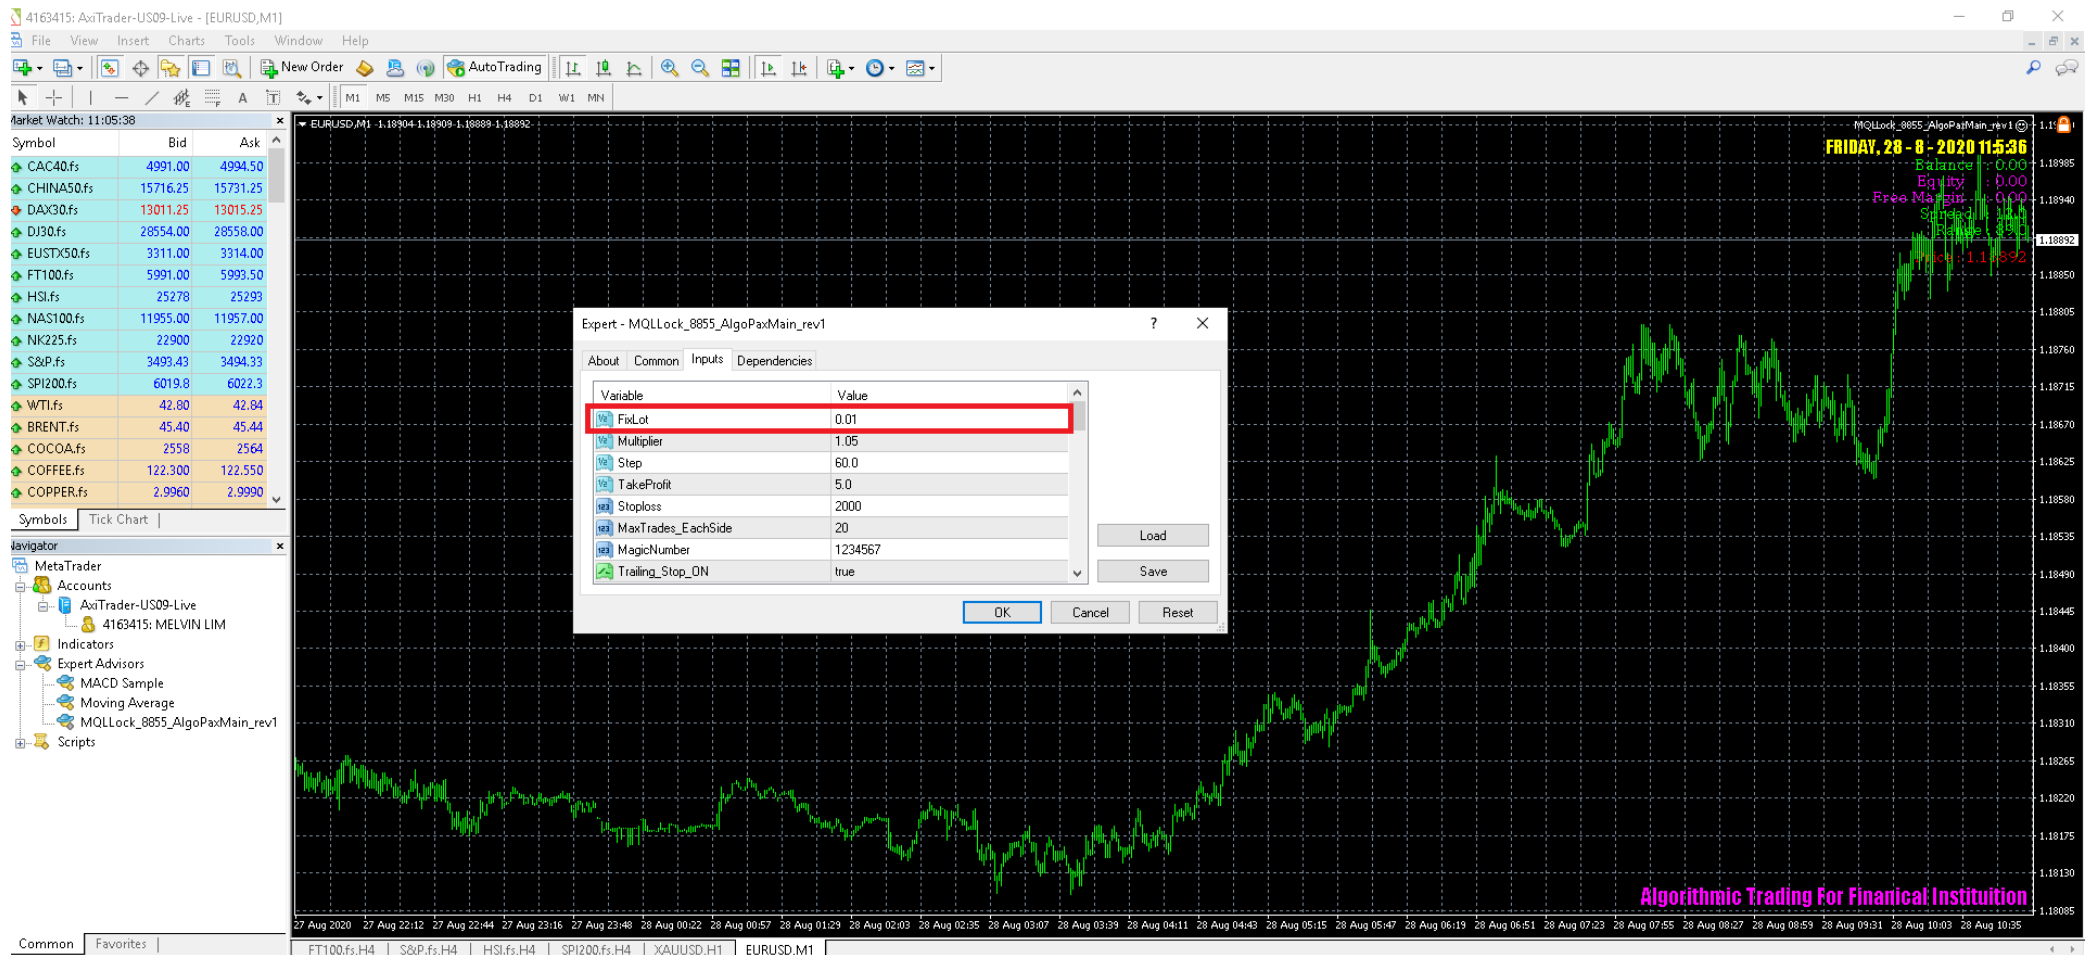 4163415: AxiTrader-US09-Live - [EURUSD,M1]
File View Insert Charts Tools Window Help
New Order AutoTrading
A T M1 M5 M15 M30 H1 H4 D1 W1 MN
Market Watch: 11:05:38
Symbol Bid Ask
CAC40.fs 4991.00 4994.50
CHINA50.fs 15716.25 15731.25
DAX30.fs 13011.25 13015.25
DJ30.fs 28554.00 28558.00
EUSTX50.fs 3311.00 3314.00
FT100.fs 5991.00 5993.50
HSI.fs 25278 25293
NAS100.fs 11955.00 11957.00
NK225.fs 22900 22920
S&P.fs 3493.43 3494.33
SPI200.fs 6019.8 6022.3
WTI.fs 42.80 42.84
BRENT.fs 45.40 45.44
COCOA.fs 2558 2564
COFFEE.fs 122.300 122.550
COPPER.fs 2.9960 2.9990
Symbols Tick Chart
Navigator
MetaTrader
Accounts
AxiTrader-US09-Live
4163415: MELVIN LIM
Indicators
Expert Advisors
MACD Sample
Moving Average
MQLLock_8855_AlgoPaxMain_rev1
Scripts
Common Favorites
EURUSD,M1 1.18904 1.18909 1.18889 1.18892
MQLLock_8855_AlgoPaxMain_rev1
FRIDAY, 28 - 8 - 2020 11:5:36
Balance : 0.00
Equity : 0.00
Free Margin : 0.00
Spread :
Range :
Price : 1.18892
Expert - MQLLock_8855_AlgoPaxMain_rev1
About Common Inputs Dependencies
Variable Value
FixLot 0.01
Multiplier 1.05
Step 60.0
TakeProfit 5.0
Stoploss 2000
MaxTrades_EachSide 20
MagicNumber 1234567
Trailing_Stop_ON true
Load
Save
OK Cancel Reset
1.18985
1.18940
1.18892
1.18850
1.18805
1.18760
1.18715
1.18670
1.18625
1.18580
1.18535
1.18490
1.18445
1.18400
1.18355
1.18310
1.18265
1.18220
1.18175
1.18130
1.18085
Algorithmic Trading For Finanical Instituition
27 Aug 2020 27 Aug 22:12 27 Aug 22:44 27 Aug 23:16 27 Aug 23:48 28 Aug 00:22 28 Aug 00:57 28 Aug 01:29 28 Aug 02:03 28 Aug 02:35 28 Aug 03:07 28 Aug 03:39 28 Aug 04:11 28 Aug 04:43 28 Aug 05:15 28 Aug 05:47 28 Aug 06:19 28 Aug 06:51 28 Aug 07:23 28 Aug 07:55 28 Aug 08:27 28 Aug 08:59 28 Aug 09:31 28 Aug 10:03 28 Aug 10:35
FT100.fs,H4 S&P.fs,H4 HSI.fs,H4 SPI200.fs,H4 XAUUSD,H1 EURUSD,M1